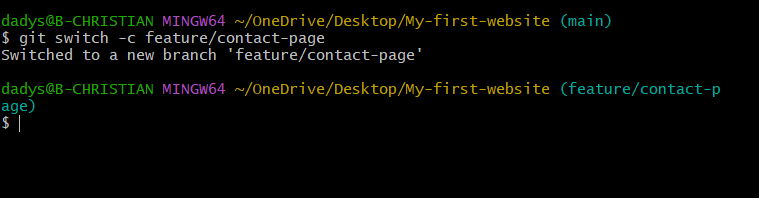 dadys@B-CHRISTIAN MINGW64 ~/OneDrive/Desktop/My-first-website (main)
$ git switch -c feature/contact-page
Switched to a new branch 'feature/contact-page'
dadys@B-CHRISTIAN MINGW64 ~/OneDrive/Desktop/My-first-website (feature/contact-p
age)
$